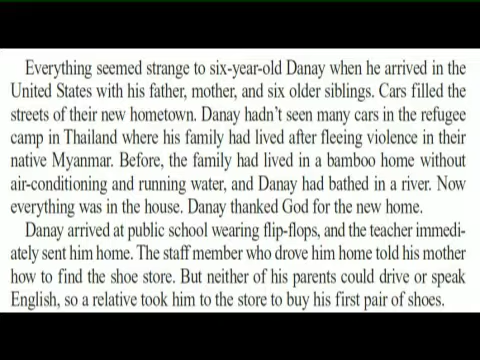 Everything seemed strange to six-year-old Danay when he arrived in the
United States with his father, mother, and six older siblings. Cars filled the
streets of their new hometown. Danay hadn't seen many cars in the refugee
camp in Thailand where his family had lived after fleeing violence in their
native Myanmar. Before, the family had lived in a bamboo home without
air-conditioning and running water, and Danay had bathed in a river. Now
everything was in the house. Danay thanked God for the new home.
Danay arrived at public school wearing flip-flops, and the teacher immedi-
ately sent him home. The staff member who drove him home told his mother
how to find the shoe store. But neither of his parents could drive or speak
English, so a relative took him to the store to buy his first pair of shoes.